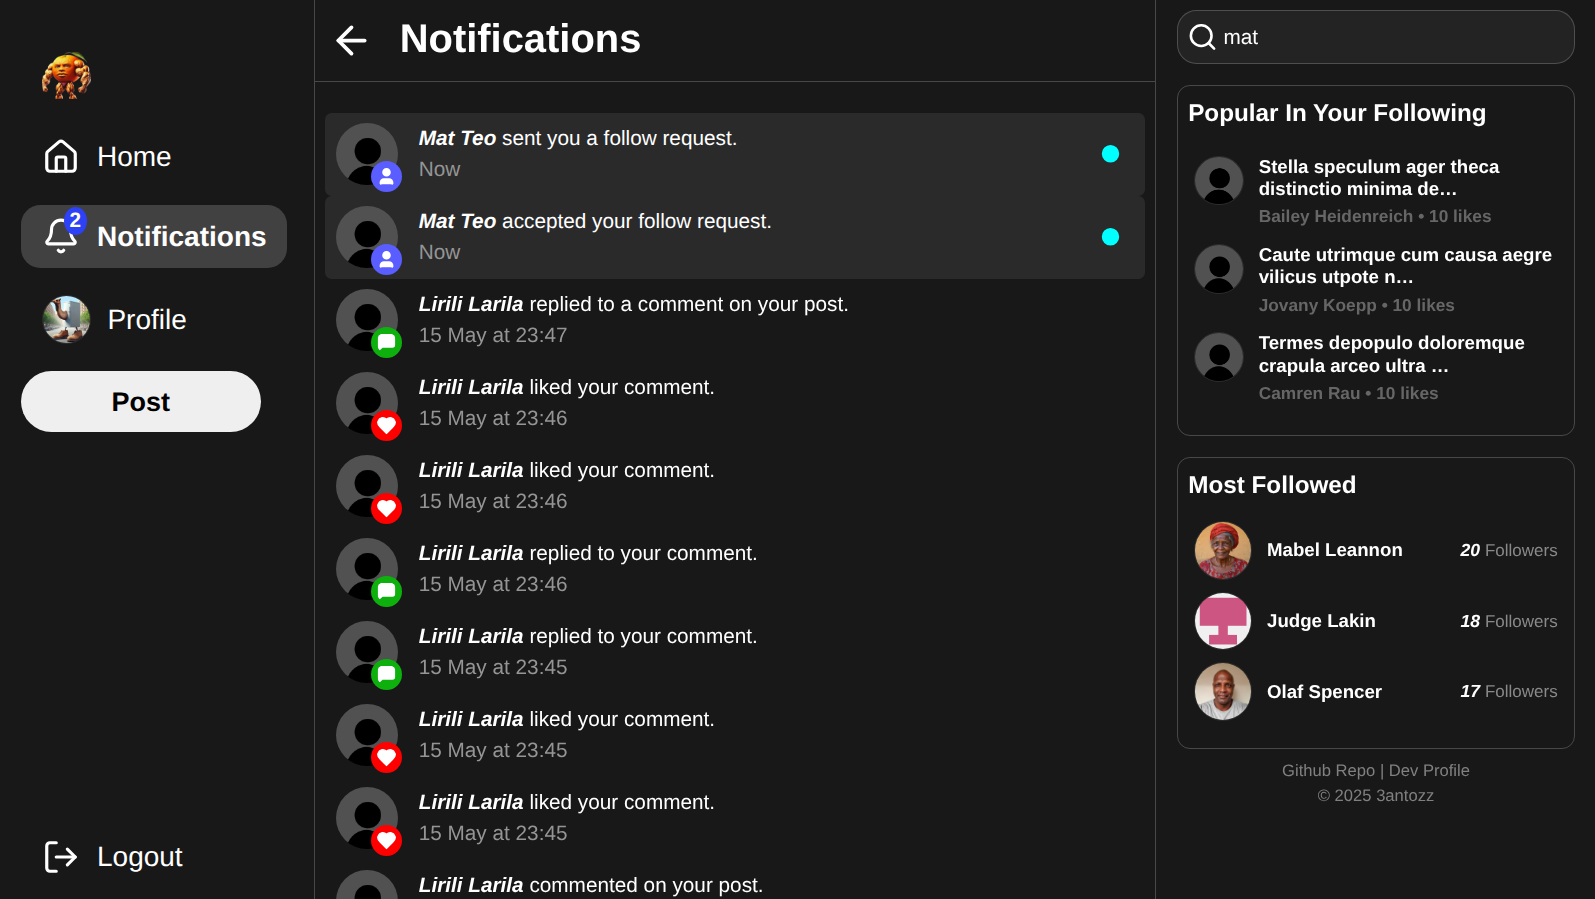 Home
2
Notifications
Profile
Post
Logout
Notifications
Mat Teo sent you a follow request.
Now
Mat Teo accepted your follow request.
Now
Lirili Larila replied to a comment on your post.
15 May at 23:47
Lirili Larila liked your comment.
15 May at 23:46
Lirili Larila liked your comment.
15 May at 23:46
Lirili Larila replied to your comment.
15 May at 23:46
Lirili Larila replied to your comment.
15 May at 23:45
Lirili Larila liked your comment.
15 May at 23:45
Lirili Larila liked your comment.
15 May at 23:45
Lirili Larila commented on your post.
mat
Popular In Your Following
Stella speculum ager theca
distinctio minima de…
Bailey Heidenreich • 10 likes
Caute utrimque cum causa aegre
vilicus utpote n…
Jovany Koepp • 10 likes
Termes depopulo doloremque
crapula arceo ultra …
Camren Rau • 10 likes
Most Followed
Mabel Leannon 20 Followers
Judge Lakin 18 Followers
Olaf Spencer 17 Followers
Github Repo | Dev Profile
© 2025 3antozz